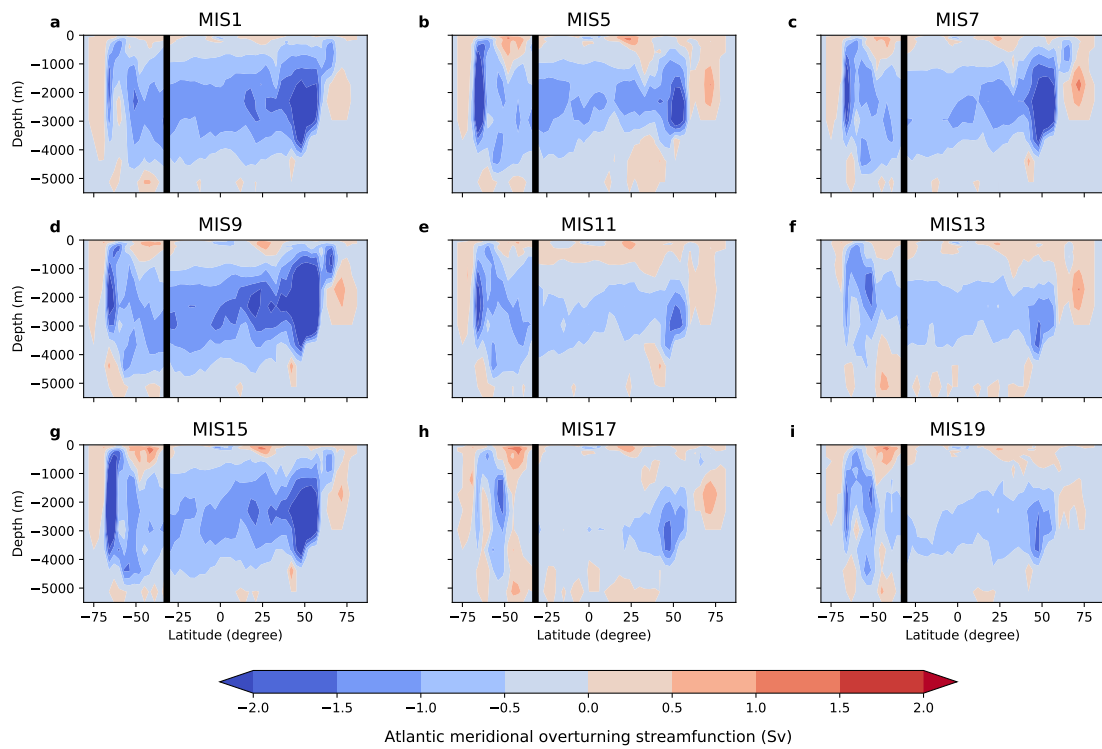 a MIS1 b MIS5 c MIS7
0 −1000 −2000 −3000 −4000 −5000
Depth (m)
d MIS9 e MIS11 f MIS13
0 −1000 −2000 −3000 −4000 −5000
Depth (m)
g MIS15 h MIS17 i MIS19
0 −1000 −2000 −3000 −4000 −5000
Depth (m)
−75 −50 −25 0 25 50 75 −75 −50 −25 0 25 50 75 −75 −50 −25 0 25 50 75
Latitude (degree) Latitude (degree) Latitude (degree)
−2.0 −1.5 −1.0 −0.5 0.0 0.5 1.0 1.5 2.0
Atlantic meridional overturning streamfunction (Sv)